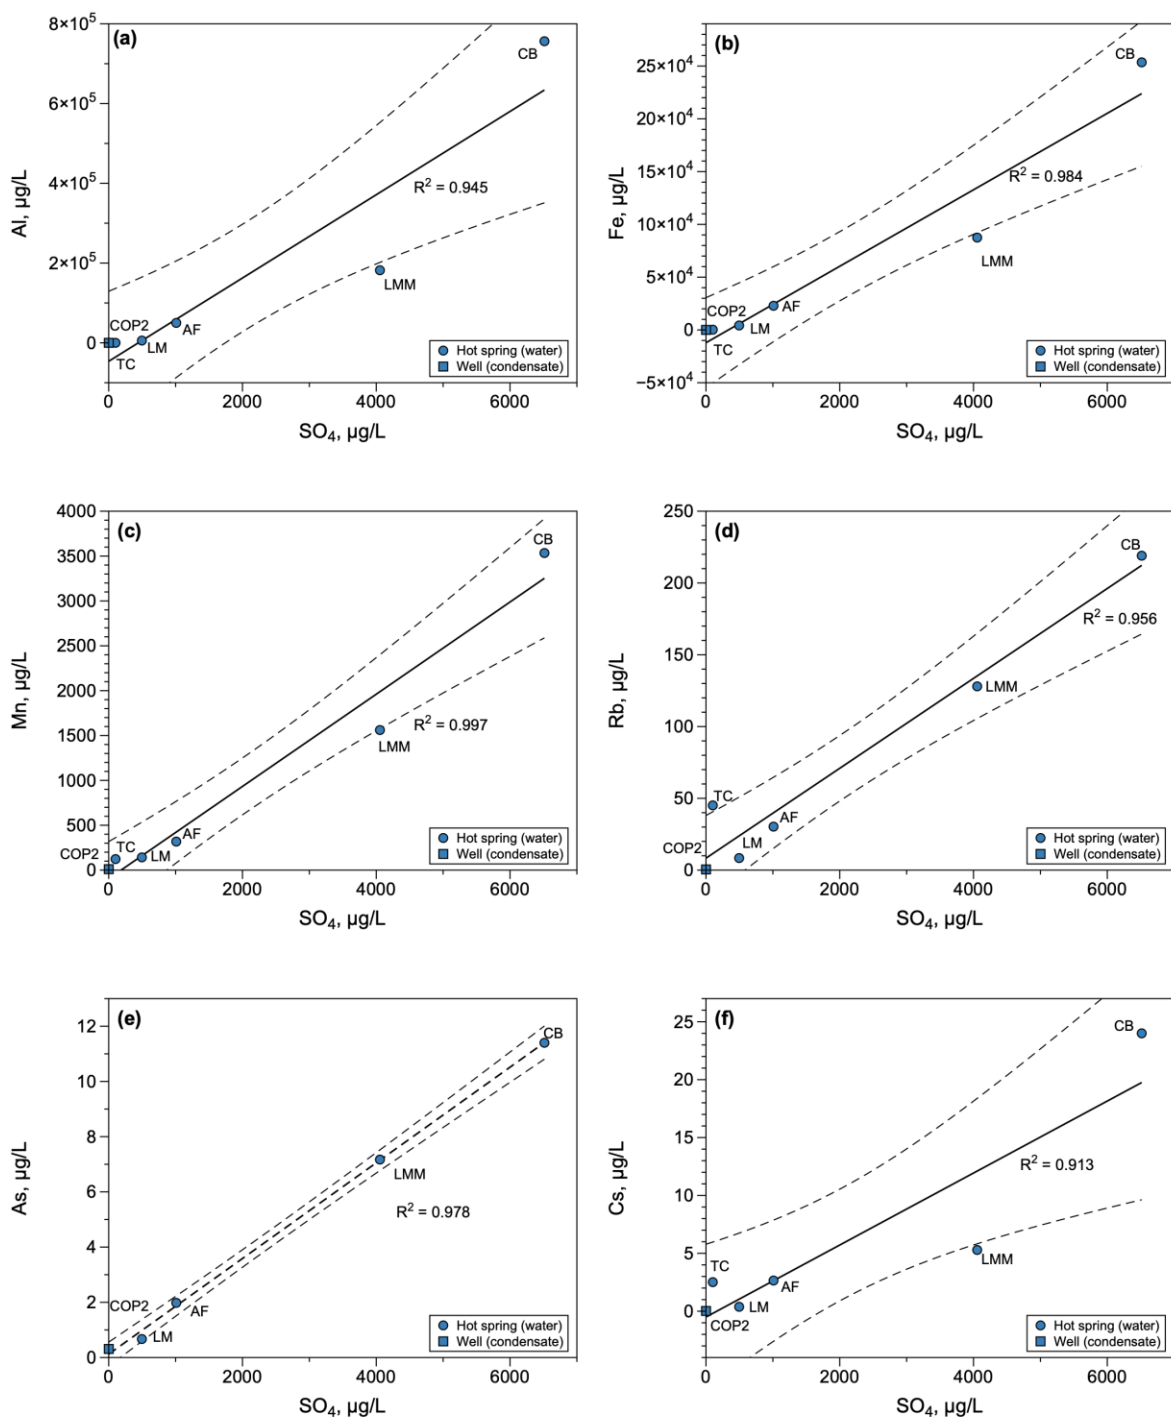 (a)
8×10⁵
6×10⁵
4×10⁵
2×10⁵
0
Al, µg/L
CB
R² = 0.945
LMM
COP2
AF
LM
TC
Hot spring (water)
Well (condensate)
0 2000 4000 6000
SO₄, µg/L
(b)
25×10⁴
20×10⁴
15×10⁴
10×10⁴
5×10⁴
0
−5×10⁴
Fe, µg/L
CB
R² = 0.984
LMM
COP2
AF
LM
TC
Hot spring (water)
Well (condensate)
0 2000 4000 6000
SO₄, µg/L
(c)
4000
3500
3000
2500
2000
1500
1000
500
0
Mn, µg/L
CB
R² = 0.997
LMM
TC
AF
COP2
LM
Hot spring (water)
Well (condensate)
0 2000 4000 6000
SO₄, µg/L
(d)
250
200
150
100
50
0
Rb, µg/L
CB
R² = 0.956
LMM
TC
AF
LM
COP2
Hot spring (water)
Well (condensate)
0 2000 4000 6000
SO₄, µg/L
(e)
12
10
8
6
4
2
0
As, µg/L
CB
LMM
R² = 0.978
COP2
AF
LM
Hot spring (water)
Well (condensate)
0 2000 4000 6000
SO₄, µg/L
(f)
25
20
15
10
5
0
Cs, µg/L
CB
R² = 0.913
LMM
TC
AF
LM
COP2
Hot spring (water)
Well (condensate)
0 2000 4000 6000
SO₄, µg/L